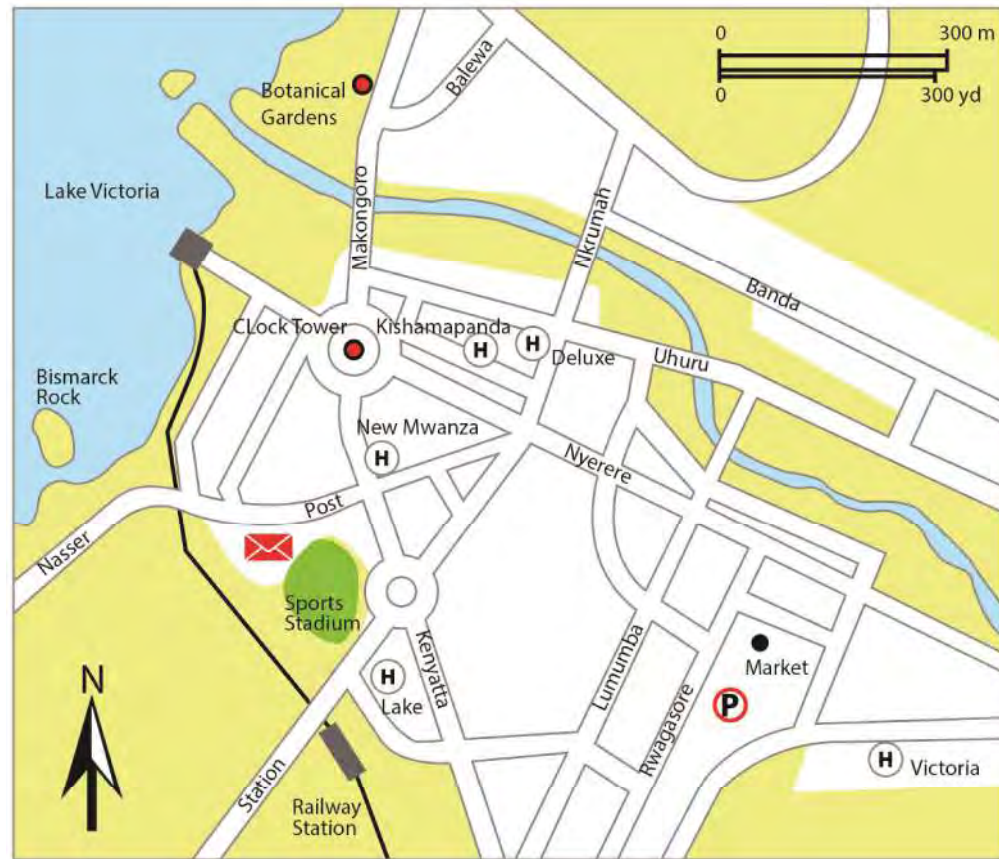 0 300 m
0 300 yd
Botanical
Gardens
Balewa
Lake Victoria
Makongoro
Nkrumah
Banda
CLock Tower
Kishamapanda
H
H
Deluxe
Uhuru
Bismarck
Rock
New Mwanza
H
Nyerere
Post
Nasser
Sports
Stadium
Kenyatta
Lumumba
Market
N
H
Lake
P
Rwagasore
Station
H
Victoria
Railway
Station